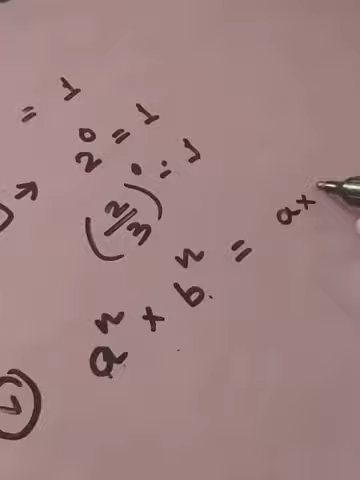 = 1
→ 2⁰ = 1
(2/3)⁰ = 1
aⁿ × bⁿ = a×